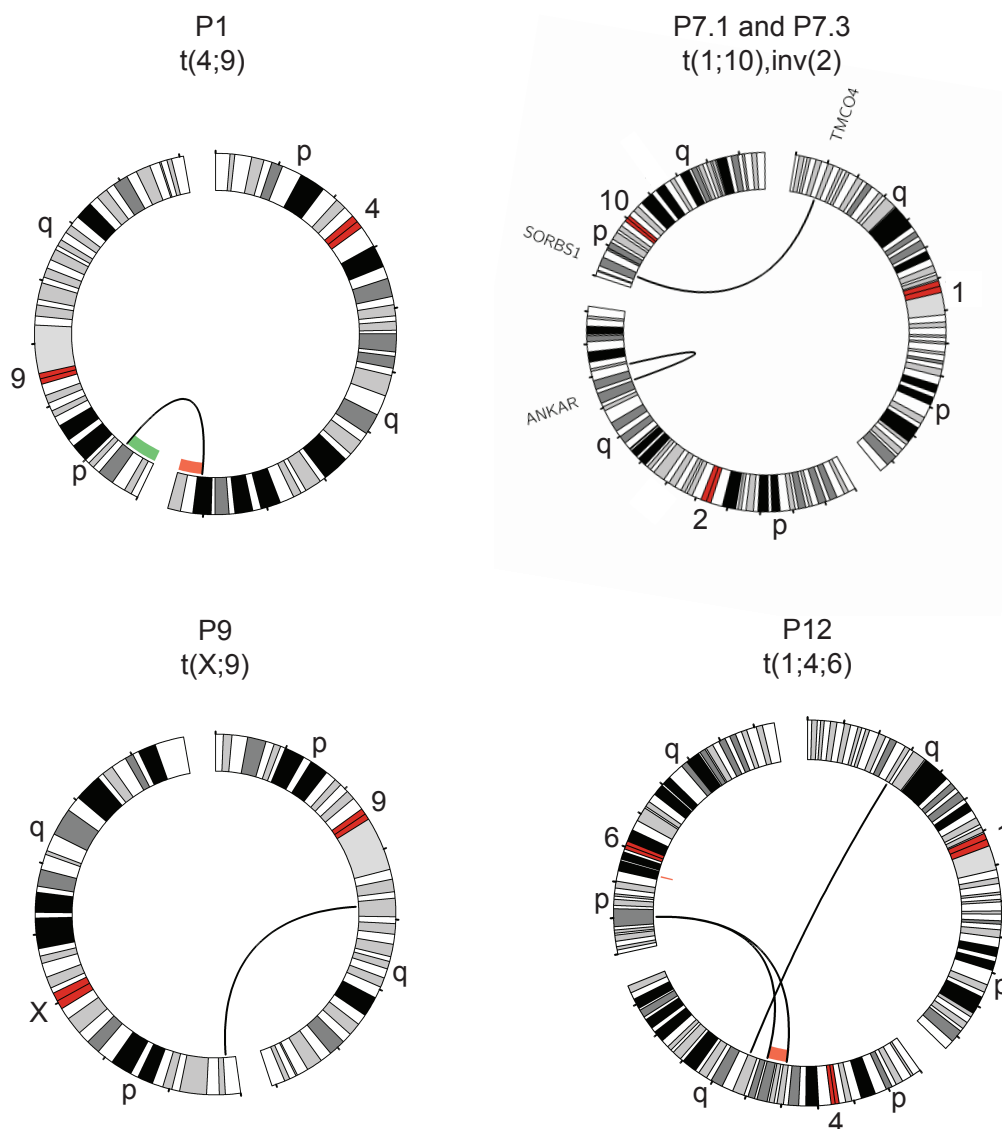 P1
t(4;9)
P7.1 and P7.3
t(1;10),inv(2)
p
4
q
9
p
q
TMCO4
q
10
p
SORBS1
q
1
p
ANKAR
q
2
p
P9
t(X;9)
P12
t(1;4;6)
p
9
q
q
X
p
q
6
p
q
1
p
q
4
p